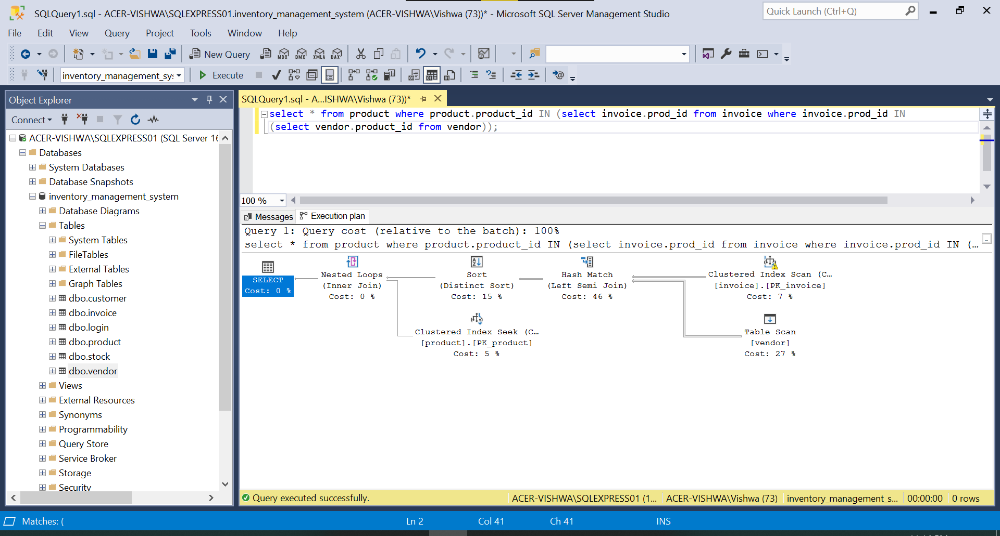 SQLQuery1.sql - ACER-VISHWA\SQLEXPRESS01.inventory_management_system (ACER-VISHWA\Vishwa (73))* - Microsoft SQL Server Management Studio
Quick Launch (Ctrl+Q)
File Edit View Query Project Tools Window Help
New Query MDX DMX XMLA DAX
inventory_management_sys Execute
Object Explorer
SQLQuery1.sql - A...ISHWA\Vishwa (73))*
Connect
select * from product where product.product_id IN (select invoice.prod_id from invoice where invoice.prod_id IN
(select vendor.product_id from vendor));
ACER-VISHWA\SQLEXPRESS01 (SQL Server 16
Databases
System Databases
Database Snapshots
inventory_management_system
Database Diagrams
Tables
System Tables
FileTables
External Tables
Graph Tables
dbo.customer
dbo.invoice
dbo.login
dbo.product
dbo.stock
dbo.vendor
Views
External Resources
Synonyms
Programmability
Query Store
Service Broker
Storage
Security
100 %
Messages Execution plan
Query 1: Query cost (relative to the batch): 100%
select * from product where product.product_id IN (select invoice.prod_id from invoice where invoice.prod_id IN (…
SELECT
Cost: 0 %
Nested Loops
(Inner Join)
Cost: 0 %
Sort
(Distinct Sort)
Cost: 15 %
Hash Match
(Left Semi Join)
Cost: 46 %
Clustered Index Scan (C…
[invoice].[PK_invoice]
Cost: 7 %
Clustered Index Seek (C…
[product].[PK_product]
Cost: 5 %
Table Scan
[vendor]
Cost: 27 %
Query executed successfully. ACER-VISHWA\SQLEXPRESS01 (1... ACER-VISHWA\Vishwa (73) inventory_management_s... 00:00:00 0 rows
Matches: ( Ln 2 Col 41 Ch 41 INS